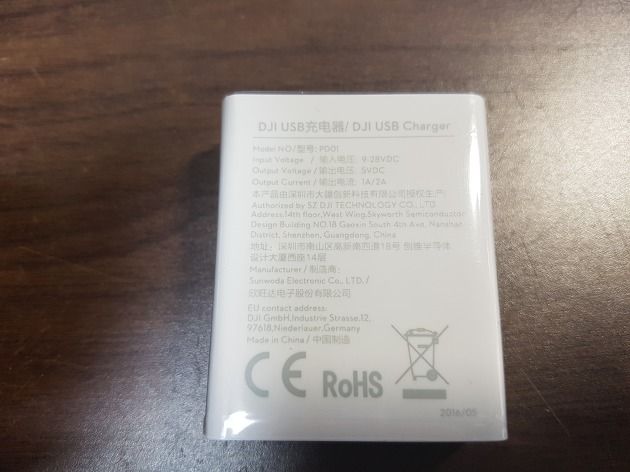 DJI USB充电器/ DJI USB Charger
Model NO/型号: PD01
Input Voltage / 输入电压: 9-28VDC
Output Voltage / 输出电压: 5VDC
Output Current / 输出电流: 1A/2A
本产品由深圳市大疆创新科技有限公司授权生产
Authorized by SZ DJI TECHNOLOGY CO., LTD
Address:14th floor,West Wing,Skyworth Semiconductor
Design Building NO.18 Gaoxin South 4th Ave, Nanshan
District, Shenzhen, Guangdong, China
地址: 深圳市南山区高新南四道18号 创维半导体
设计大厦西座14层
Manufacturer / 制造商:
Sunwoda Electronic Co., LTD. /
欣旺达电子股份有限公司
EU contact address:
DJI GmbH,Industrie Strasse,12,
97618,Niederlauer,Germany
Made in China / 中国制造
CE RoHS
2016/05